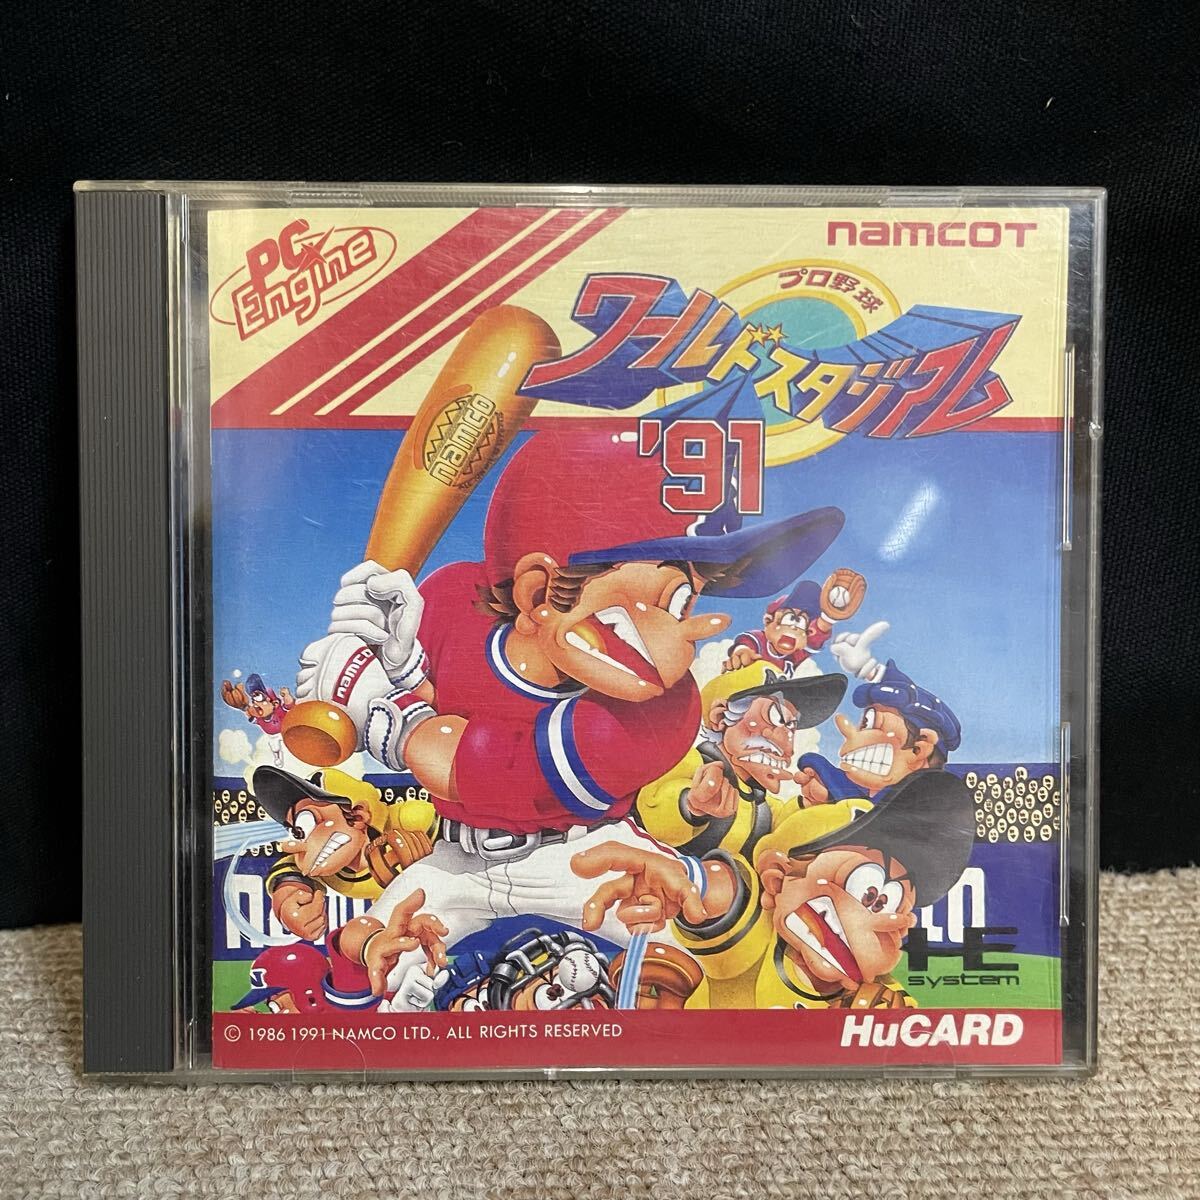 PC Engine
namcoT
プロ野球
ワールドスタジアム
'91
namco
namco
N
HE
system
© 1986 1991 NAMCO LTD., ALL RIGHTS RESERVED
HuCARD